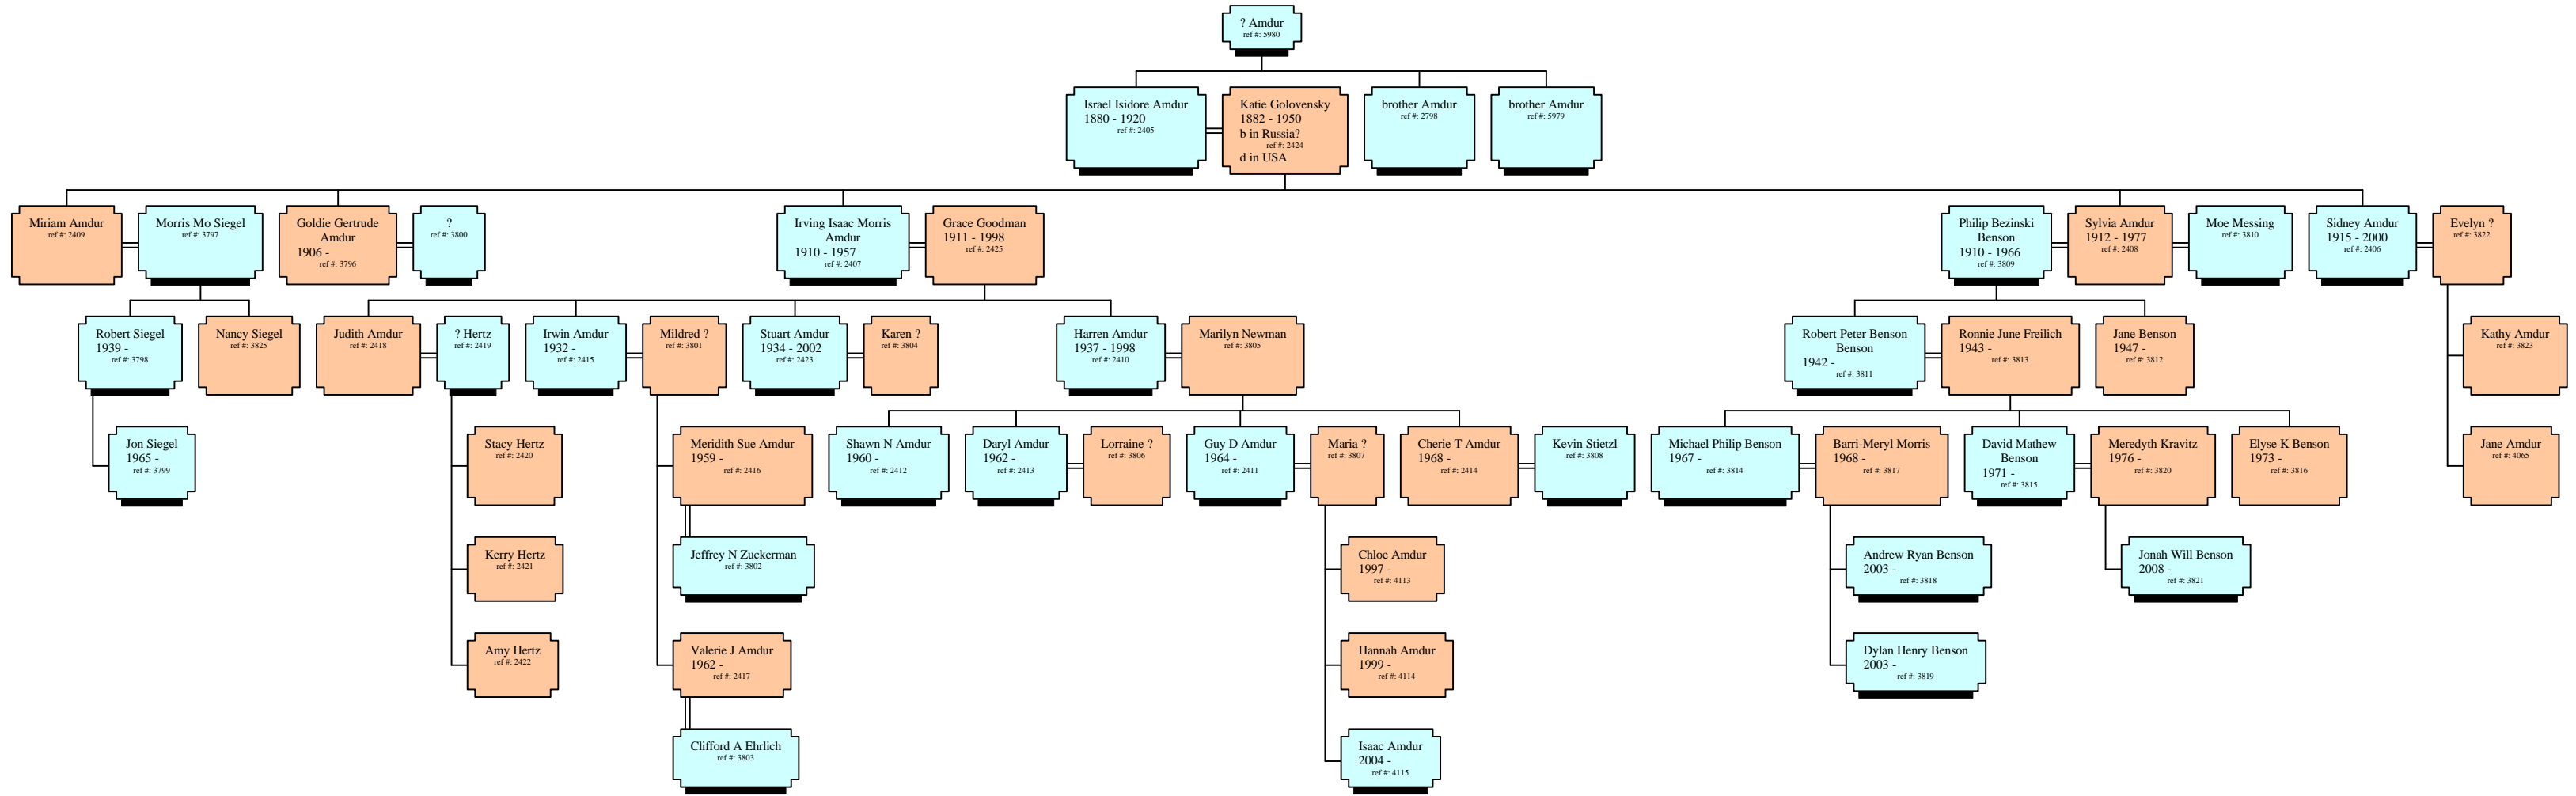 ? Amdur
ref #: 5980
Israel Isidore Amdur
1880 - 1920
ref #: 2405
Katie Golovensky
1882 - 1950
b in Russia?
ref #: 2424
d in USA
brother Amdur
ref #: 2798
brother Amdur
ref #: 5979
Miriam Amdur
ref #: 2409
Morris Mo Siegel
ref #: 3797
Goldie Gertrude
Amdur
1906 -
ref #: 3796
?
ref #: 3800
Irving Isaac Morris
Amdur
1910 - 1957
ref #: 2407
Grace Goodman
1911 - 1998
ref #: 2425
Philip Bezinski
Benson
1910 - 1966
ref #: 3809
Sylvia Amdur
1912 - 1977
ref #: 2408
Moe Messing
ref #: 3810
Sidney Amdur
1915 - 2000
ref #: 2406
Evelyn ?
ref #: 3822
Robert Siegel
1939 -
ref #: 3798
Nancy Siegel
ref #: 3825
Judith Amdur
ref #: 2418
? Hertz
ref #: 2419
Irwin Amdur
1932 -
ref #: 2415
Mildred ?
ref #: 3801
Stuart Amdur
1934 - 2002
ref #: 2423
Karen ?
ref #: 3804
Harren Amdur
1937 - 1998
ref #: 2410
Marilyn Newman
ref #: 3805
Robert Peter Benson
Benson
1942 -
ref #: 3811
Ronnie June Freilich
1943 -
ref #: 3813
Jane Benson
1947 -
ref #: 3812
Kathy Amdur
ref #: 3823
Jon Siegel
1965 -
ref #: 3799
Stacy Hertz
ref #: 2420
Meridith Sue Amdur
1959 -
ref #: 2416
Shawn N Amdur
1960 -
ref #: 2412
Daryl Amdur
1962 -
ref #: 2413
Lorraine ?
ref #: 3806
Guy D Amdur
1964 -
ref #: 2411
Maria ?
ref #: 3807
Cherie T Amdur
1968 -
ref #: 2414
Kevin Stietzl
ref #: 3808
Michael Philip Benson
1967 -
ref #: 3814
Barri-Meryl Morris
1968 -
ref #: 3817
David Mathew
Benson
1971 -
ref #: 3815
Meredyth Kravitz
1976 -
ref #: 3820
Elyse K Benson
1973 -
ref #: 3816
Jane Amdur
ref #: 4065
Kerry Hertz
ref #: 2421
Jeffrey N Zuckerman
ref #: 3802
Chloe Amdur
1997 -
ref #: 4113
Andrew Ryan Benson
2003 -
ref #: 3818
Jonah Will Benson
2008 -
ref #: 3821
Amy Hertz
ref #: 2422
Valerie J Amdur
1962 -
ref #: 2417
Hannah Amdur
1999 -
ref #: 4114
Dylan Henry Benson
2003 -
ref #: 3819
Clifford A Ehrlich
ref #: 3803
Isaac Amdur
2004 -
ref #: 4115